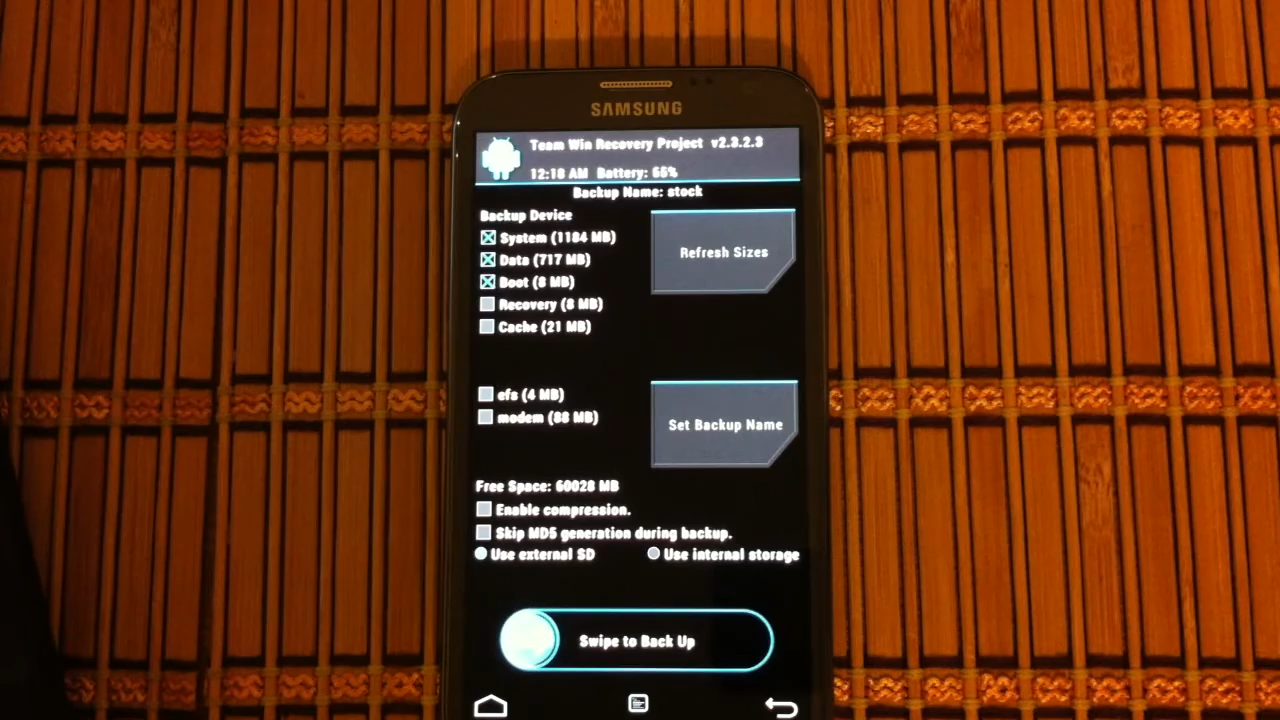 SAMSUNG
Team Win Recovery Project v2.3.2.3
12:18 AM Battery: 66%
Backup Name: stock
Backup Device
System (1184 MB)
Data (717 MB)
Boot (8 MB)
Recovery (8 MB)
Cache (21 MB)
Refresh Sizes
efs (4 MB)
modem (88 MB)
Set Backup Name
Free Space: 60028 MB
Enable compression.
Skip MD5 generation during backup.
Use external SD Use internal storage
Swipe to Back Up